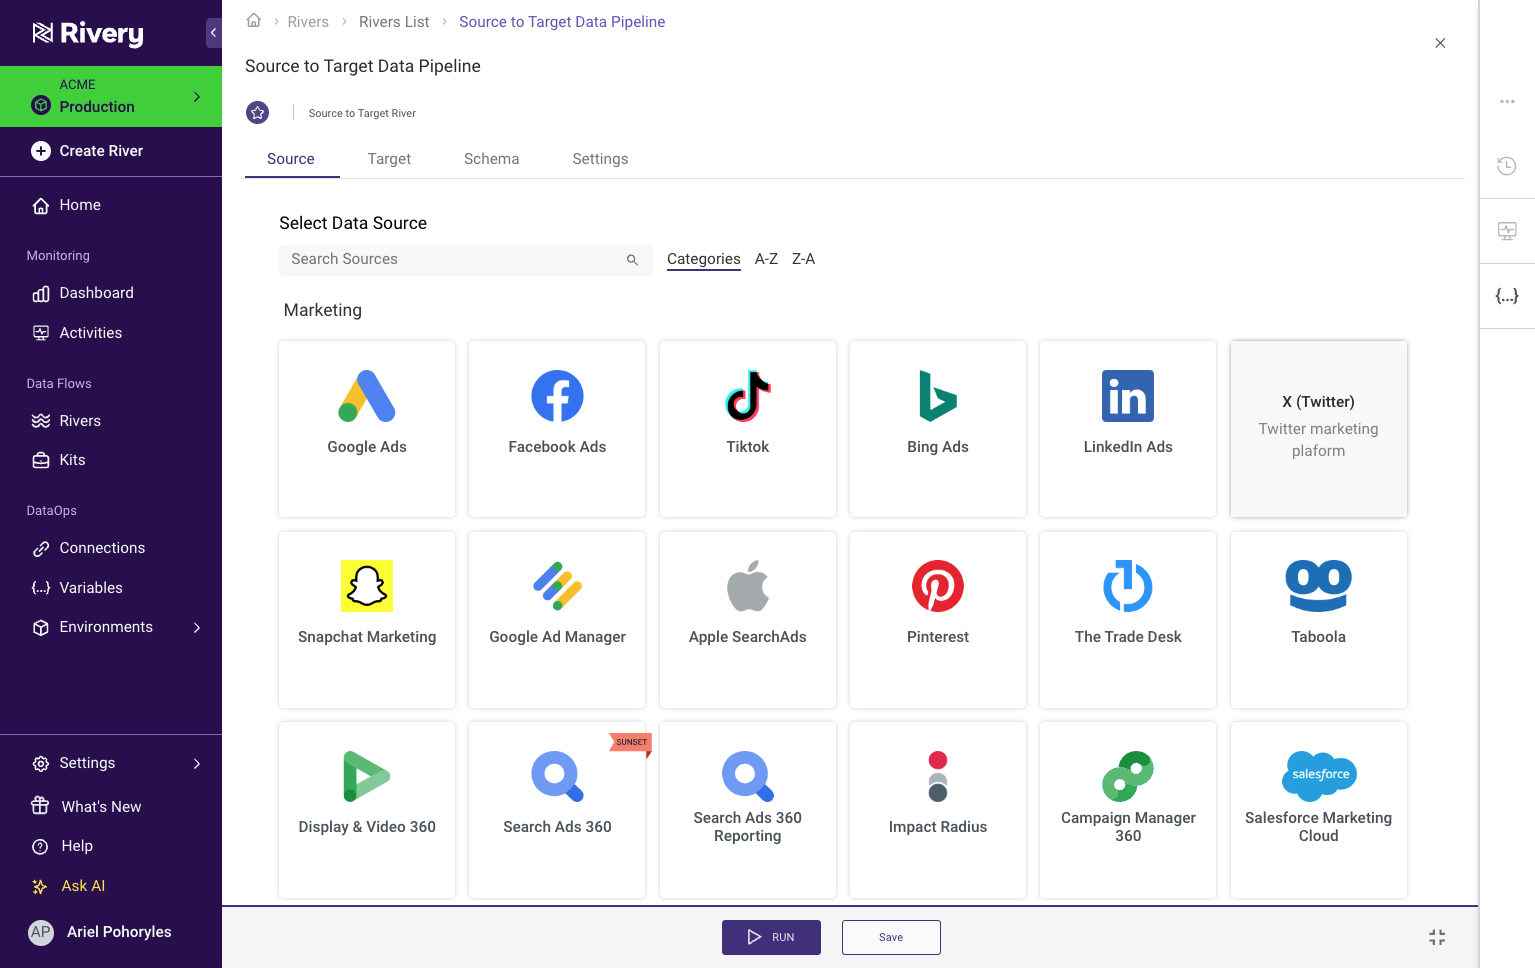 Rivery
ACME
Production
Create River
Home
Monitoring
Dashboard
Activities
Data Flows
Rivers
Kits
DataOps
Connections
{...} Variables
Environments
Settings
What's New
Help
Ask AI
AP Ariel Pohoryles
Rivers > Rivers List > Source to Target Data Pipeline
Source to Target Data Pipeline
Source to Target River
Source Target Schema Settings
Select Data Source
Search Sources
Categories A-Z Z-A
Marketing
Google Ads
Facebook Ads
Tiktok
Bing Ads
LinkedIn Ads
X (Twitter)
Twitter marketing
plaform
Snapchat Marketing
Google Ad Manager
Apple SearchAds
Pinterest
The Trade Desk
Taboola
Display & Video 360
SUNSET
Search Ads 360
Search Ads 360
Reporting
Impact Radius
Campaign Manager
360
salesforce
Salesforce Marketing
Cloud
RUN
Save
{...}